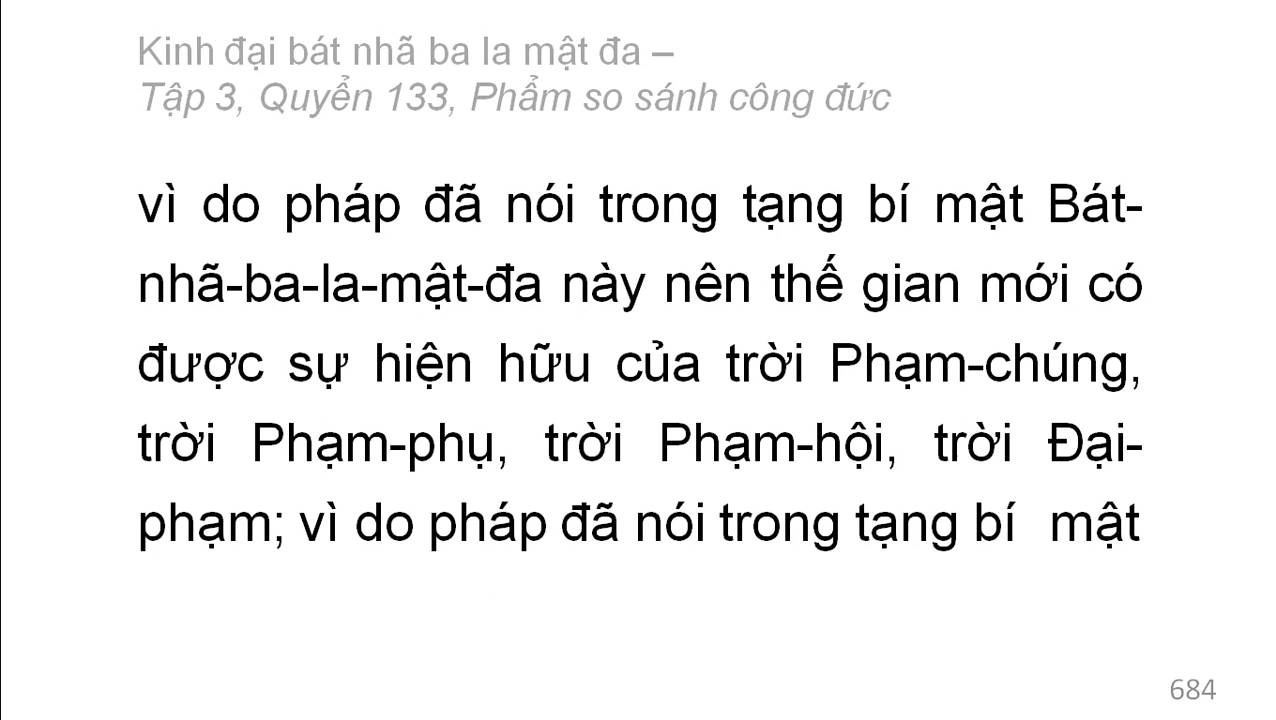 Kinh đại bát nhã ba la mật đa –
Tập 3, Quyển 133, Phẩm so sánh công đức
vì do pháp đã nói trong tạng bí mật Bát-
nhã-ba-la-mật-đa này nên thế gian mới có
được sự hiện hữu của trời Phạm-chúng,
trời Phạm-phụ, trời Phạm-hội, trời Đại-
phạm; vì do pháp đã nói trong tạng bí mật
684